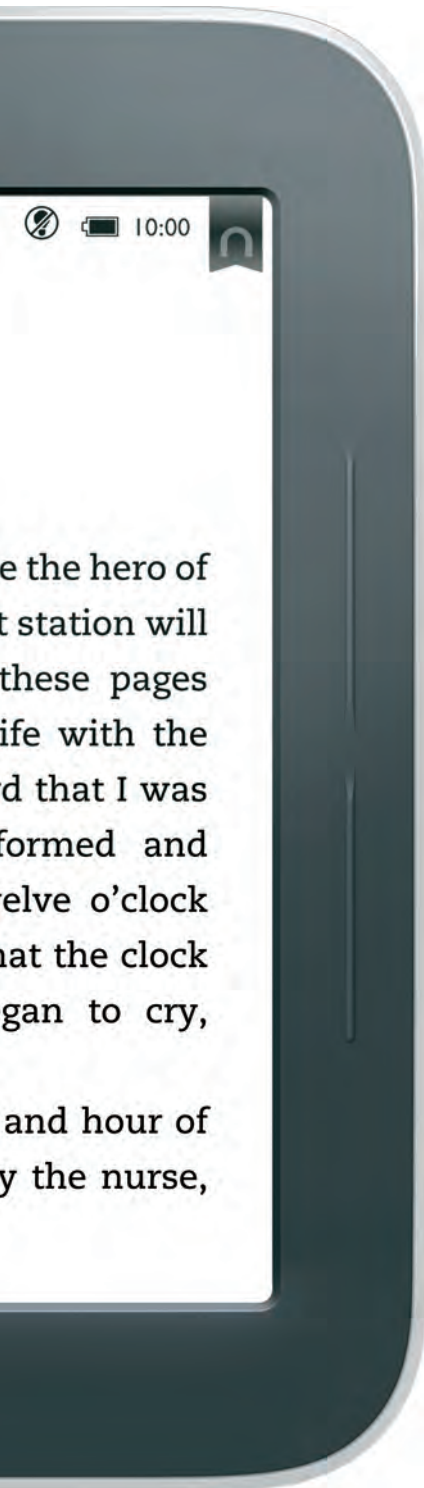 10:00
e the hero of
t station will
these pages
ife with the
d that I was
formed and
elve o’clock
hat the clock
gan to cry,
and hour of
y the nurse,